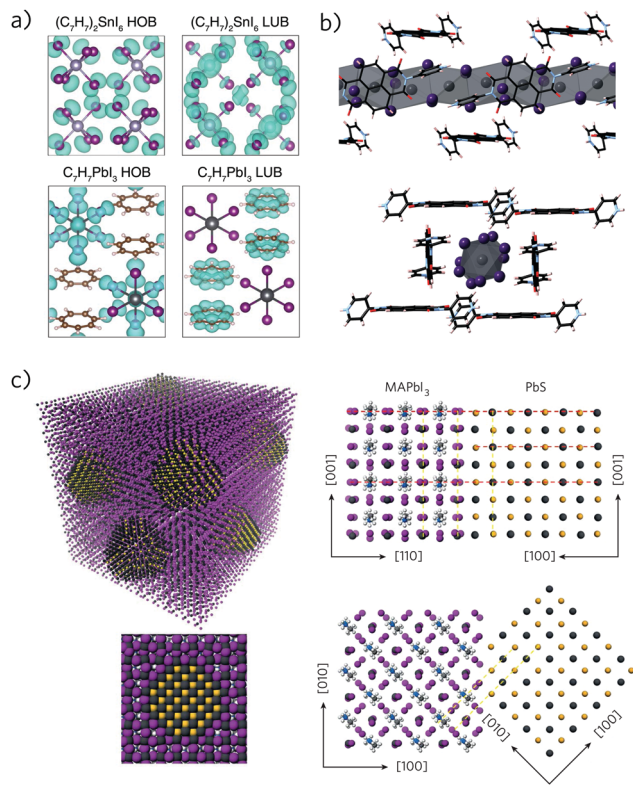 a)
(C₇H₇)₂SnI₆ HOB
(C₇H₇)₂SnI₆ LUB
C₇H₇PbI₃ HOB
C₇H₇PbI₃ LUB
b)
c)
MAPbI₃
PbS
[001]
[110]
[001]
[100]
[010]
[100]
[010]
[100]